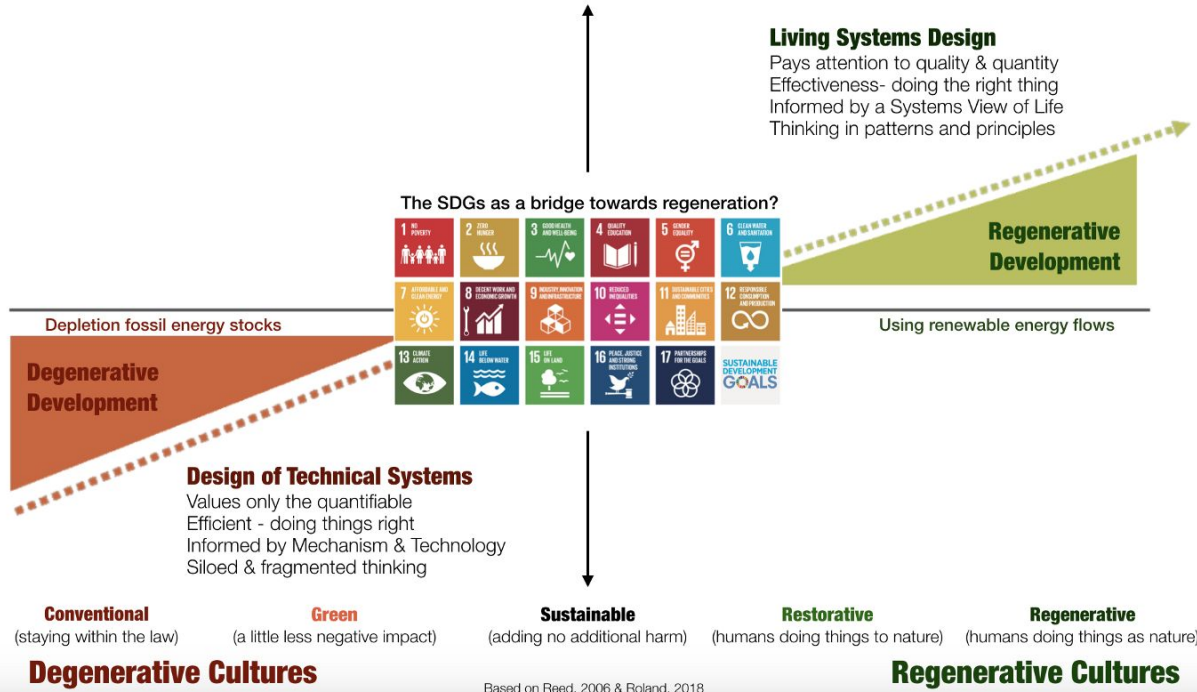 Living Systems Design
Pays attention to quality & quantity
Effectiveness- doing the right thing
Informed by a Systems View of Life
Thinking in patterns and principles
The SDGs as a bridge towards regeneration?
1 NO
POVERTY
2 ZERO
HUNGER
3 GOOD HEALTH
AND WELL-BEING
4 QUALITY
EDUCATION
5 GENDER
EQUALITY
6 CLEAN WATER
AND SANITATION
7 AFFORDABLE AND
CLEAN ENERGY
8 DECENT WORK AND
ECONOMIC GROWTH
9 INDUSTRY, INNOVATION
AND INFRASTRUCTURE
10 REDUCED
INEQUALITIES
11 SUSTAINABLE CITIES
AND COMMUNITIES
12 RESPONSIBLE
CONSUMPTION
AND PRODUCTION
13 CLIMATE
ACTION
14 LIFE
BELOW WATER
15 LIFE
ON LAND
16 PEACE, JUSTICE
AND STRONG
INSTITUTIONS
17 PARTNERSHIPS
FOR THE GOALS
SUSTAINABLE
DEVELOPMENT
GOALS
Regenerative
Development
Depletion fossil energy stocks
Using renewable energy flows
Degenerative
Development
Design of Technical Systems
Values only the quantifiable
Efficient - doing things right
Informed by Mechanism & Technology
Siloed & fragmented thinking
Conventional
(staying within the law)
Green
(a little less negative impact)
Sustainable
(adding no additional harm)
Restorative
(humans doing things to nature)
Regenerative
(humans doing things as nature)
Degenerative Cultures
Regenerative Cultures
Based on Reed, 2006 & Roland, 2018